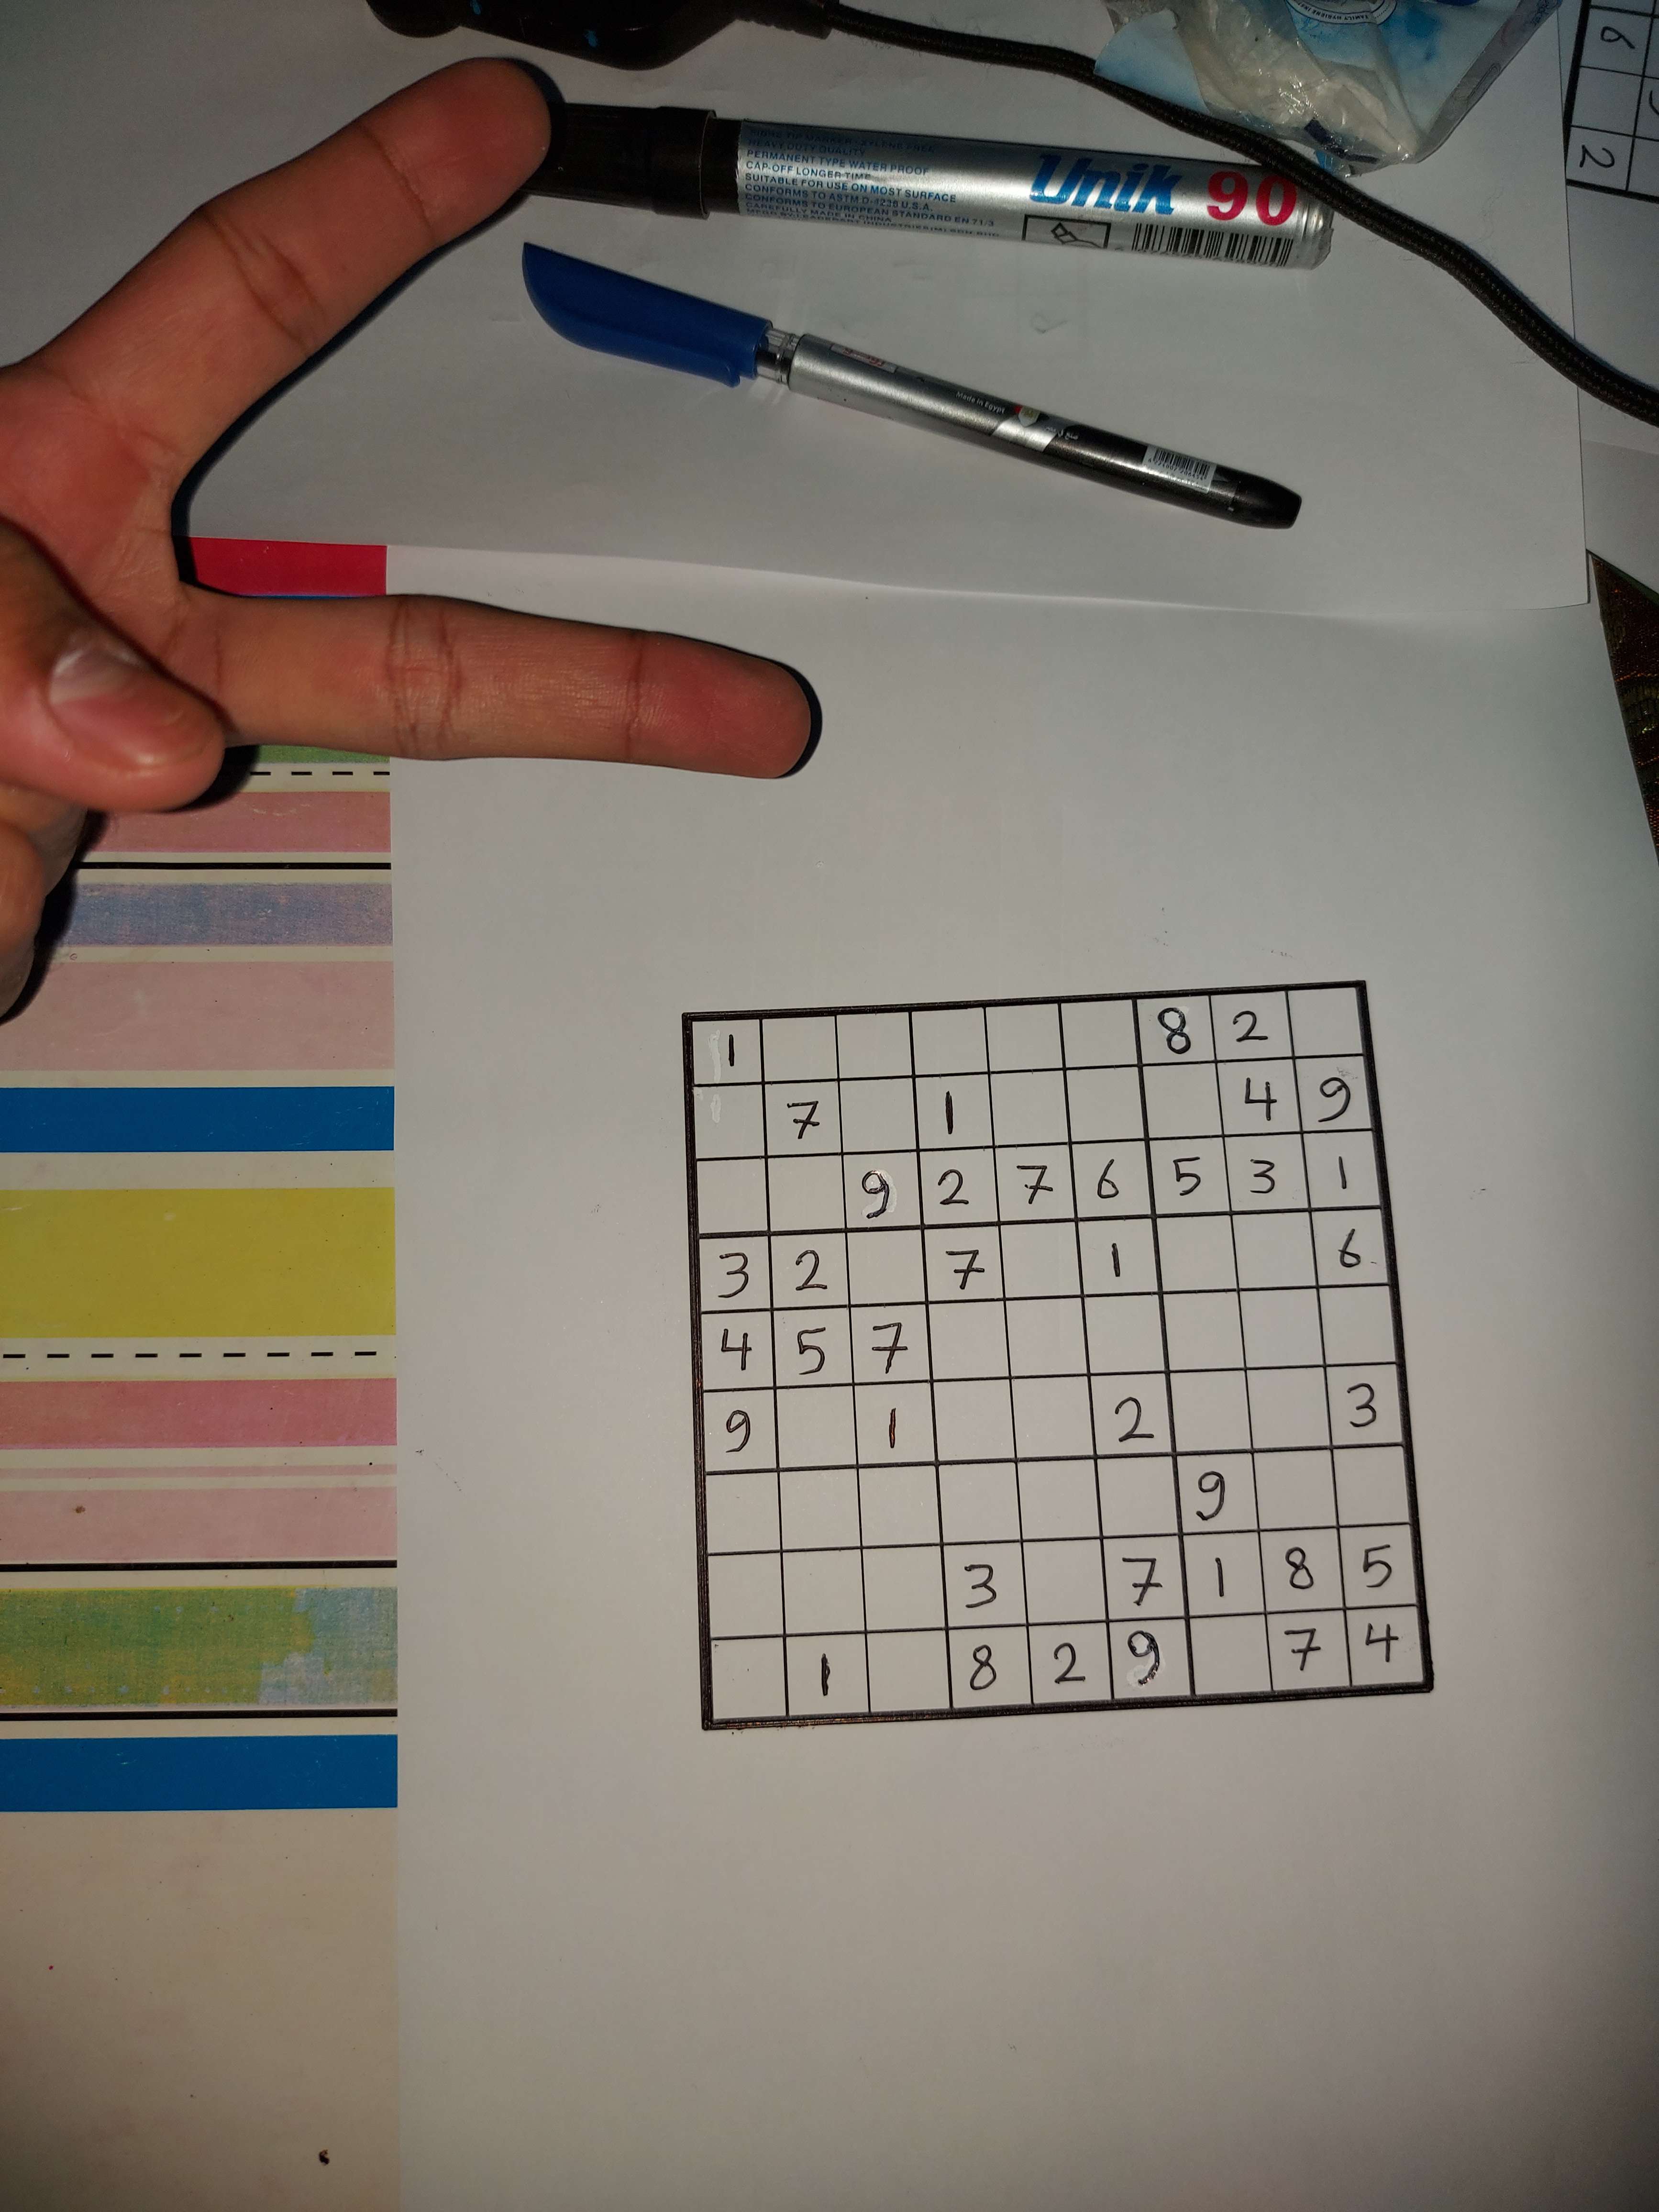 FAMILY HYGIENE
6
2
HEAVY DUTY QUALITY
PERMANENT TYPE WATER PROOF
CAP-OFF LONGER TIME
SUITABLE FOR USE ON MOST SURFACE
CONFORMS TO ASTM D-4236 U.S.A.
CONFORMS TO EUROPEAN STANDARD EN 71/3
CAREFULLY MADE IN CHINA
Unik 90
Made in Egypt
1 8 2
7 1 4 9
9 2 7 6 5 3 1
3 2 7 1 6
4 5 7
9 1 2 3
9
3 7 1 8 5
1 8 2 9 7 4